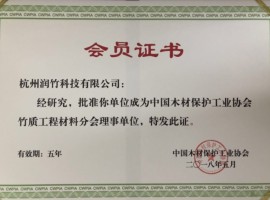 会员证书
杭州润竹科技有限公司：
经研究，批准你单位成为中国木材保护工业协会
竹质工程材料分会理事单位，特发此证。
有效期：五年
中国木材保护工业协会
二〇一八年五月